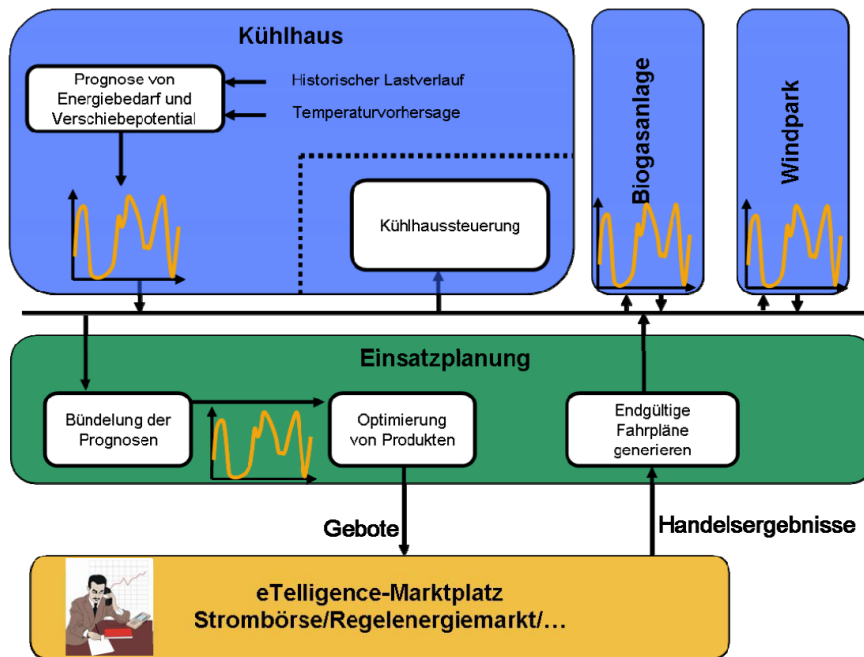 Kühlhaus
Prognose von
Energiebedarf und
Verschiebepotential
Historischer Lastverlauf
Temperaturvorhersage
Kühlhaussteuerung
Biogasanlage
Windpark
Einsatzplanung
Bündelung der
Prognosen
Optimierung
von Produkten
Endgültige
Fahrpläne
generieren
Gebote
Handelsergebnisse
eTelligence-Marktplatz
Strombörse/Regelenergiemarkt/...